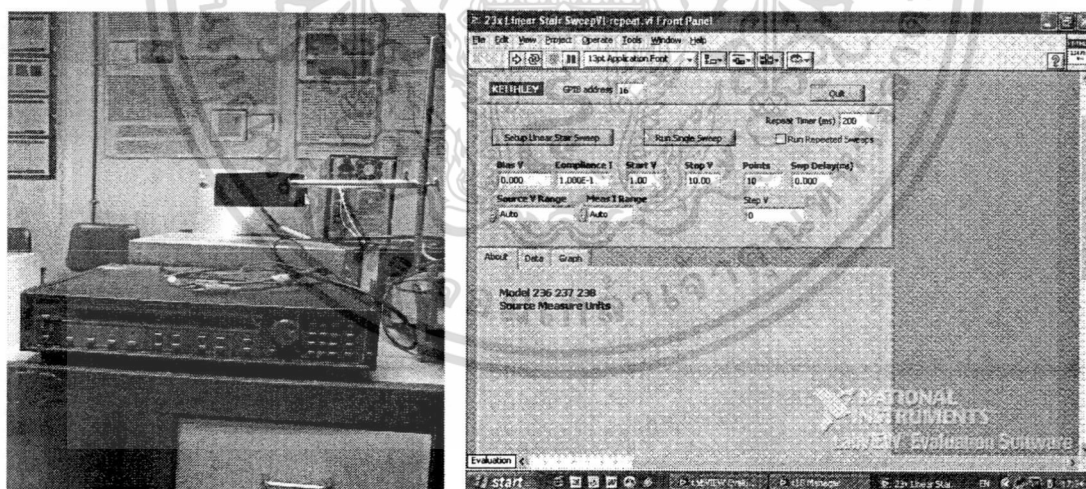 23x Linear Stair SweepVI-repeat.vi Front Panel
File Edit View Project Operate Tools Window Help
13pt Application Font
KEITHLEY GPIB address 16 Quit
Repeat Timer (ms) 200
Setup Linear Stair Sweep Run Single Sweep Run Repeated Sweeps
Bias V Compliance I Start V Stop V Points Swp Delay(ms)
0.000 1.000E-1 1.00 10.00 10 0.000
Source V Range Meas I Range Step V
Auto Auto 0
About Data Graph
Model 236 237 238
Source Measure Units
NATIONAL
INSTRUMENTS
LabVIEW Evaluation Software
Evaluation
start EN